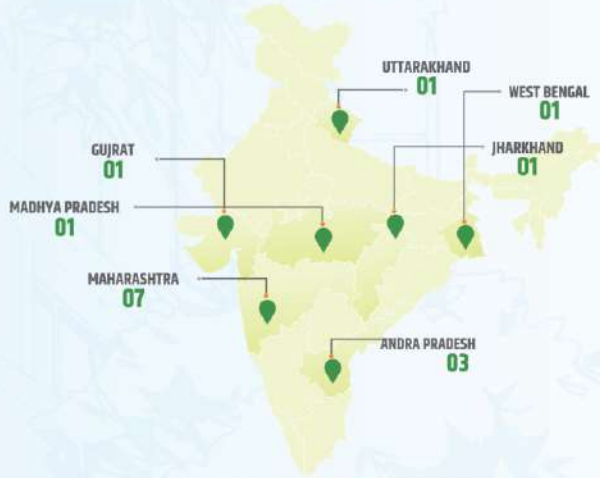 UTTARAKHAND
01
WEST BENGAL
01
GUJRAT
01
JHARKHAND
01
MADHYA PRADESH
01
MAHARASHTRA
07
ANDRA PRADESH
03